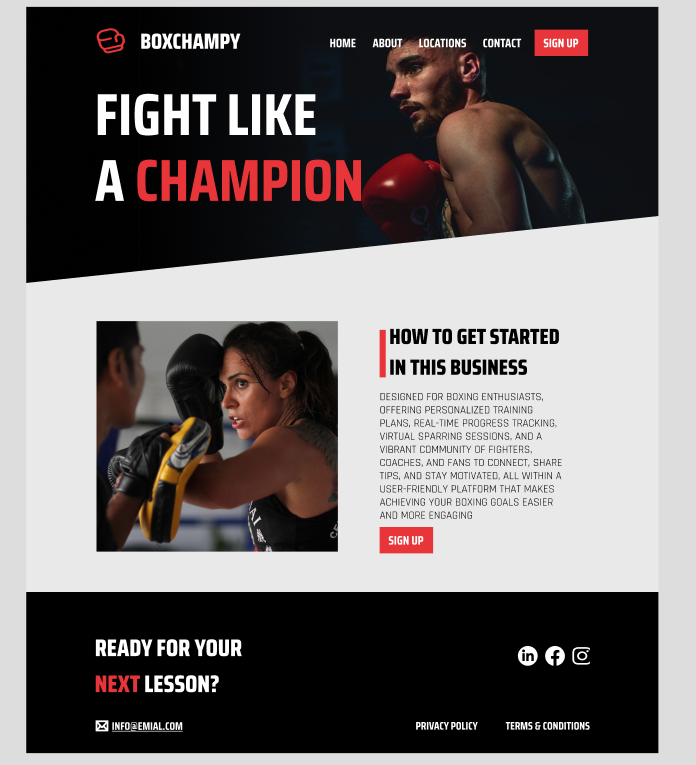 BOXCHAMPY
HOME ABOUT LOCATIONS CONTACT SIGN UP
FIGHT LIKE
A CHAMPION
HOW TO GET STARTED
IN THIS BUSINESS
DESIGNED FOR BOXING ENTHUSIASTS,
OFFERING PERSONALIZED TRAINING
PLANS, REAL-TIME PROGRESS TRACKING,
VIRTUAL SPARRING SESSIONS, AND A
VIBRANT COMMUNITY OF FIGHTERS,
COACHES, AND FANS TO CONNECT, SHARE
TIPS, AND STAY MOTIVATED, ALL WITHIN A
USER-FRIENDLY PLATFORM THAT MAKES
ACHIEVING YOUR BOXING GOALS EASIER
AND MORE ENGAGING
SIGN UP
READY FOR YOUR
NEXT LESSON?
in
INFO@EMIAL.COM
PRIVACY POLICY TERMS & CONDITIONS